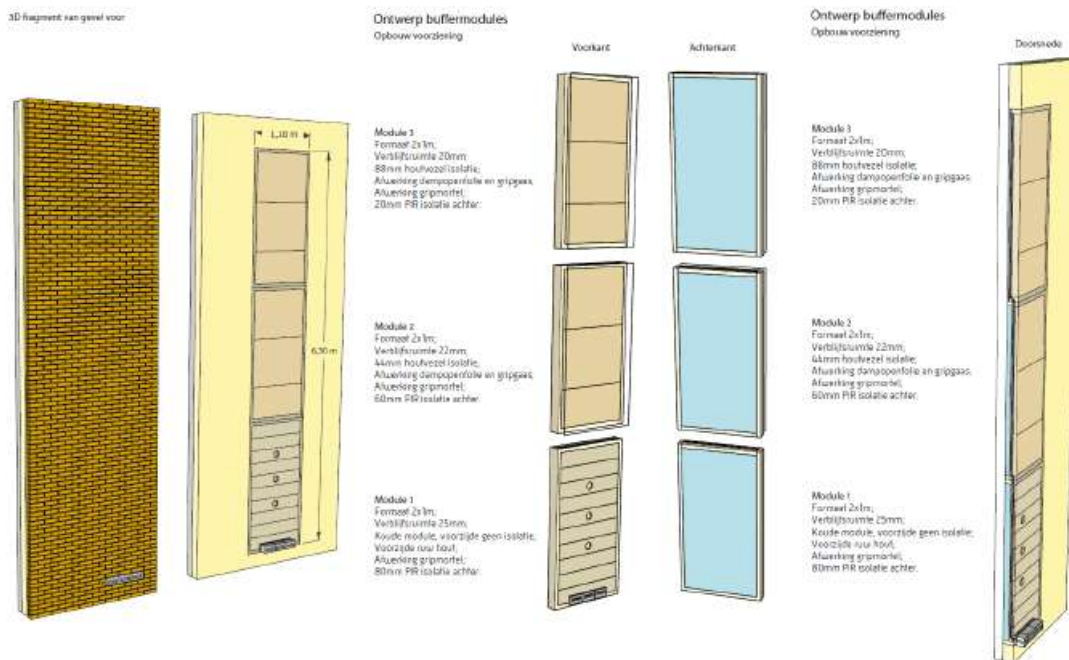 3D fragment van gevel voor
1,10 m
6,30 m
Ontwerp buffermodules
Opbouw voorziening
Voorkant
Achterkant
Module 3
Formaat 2x1m;
Verblijfsruimte 20mm;
88mm houtvezel isolatie;
Afwerking dampopenfolie en gripgaas;
Afwerking gripmortel;
20mm PIR isolatie achter.
Module 2
Formaat 2x1m;
Verblijfsruimte 22mm;
44mm houtvezel isolatie;
Afwerking dampopenfolie en gripgaas;
Afwerking gripmortel;
60mm PIR isolatie achter.
Module 1
Formaat 2x1m;
Verblijfsruimte 25mm;
Koude module, voorzijde geen isolatie;
Voorzijde ruw hout;
Afwerking gripmortel;
80mm PIR isolatie achter.
Ontwerp buffermodules
Opbouw voorziening
Doorsnede
Module 3
Formaat 2x1m;
Verblijfsruimte 20mm;
88mm houtvezel isolatie;
Afwerking dampopenfolie en gripgaas;
Afwerking gripmortel;
20mm PIR isolatie achter.
Module 2
Formaat 2x1m;
Verblijfsruimte 22mm;
44mm houtvezel isolatie;
Afwerking dampopenfolie en gripgaas;
Afwerking gripmortel;
60mm PIR isolatie achter.
Module 1
Formaat 2x1m;
Verblijfsruimte 25mm;
Koude module, voorzijde geen isolatie;
Voorzijde ruw hout;
Afwerking gripmortel;
80mm PIR isolatie achter.